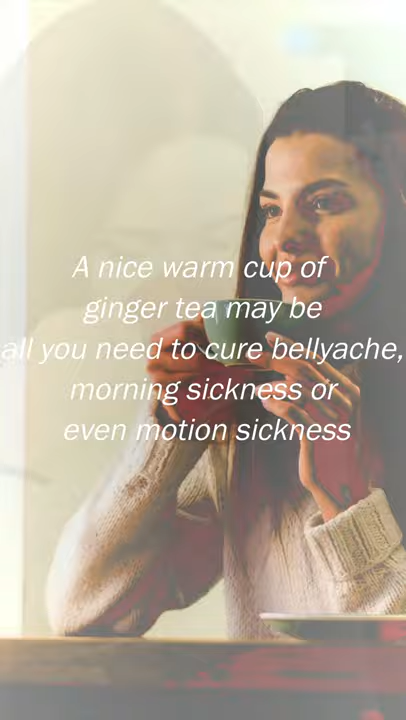 A nice warm cup of
ginger tea may be
all you need to cure bellyache,
morning sickness or
even motion sickness